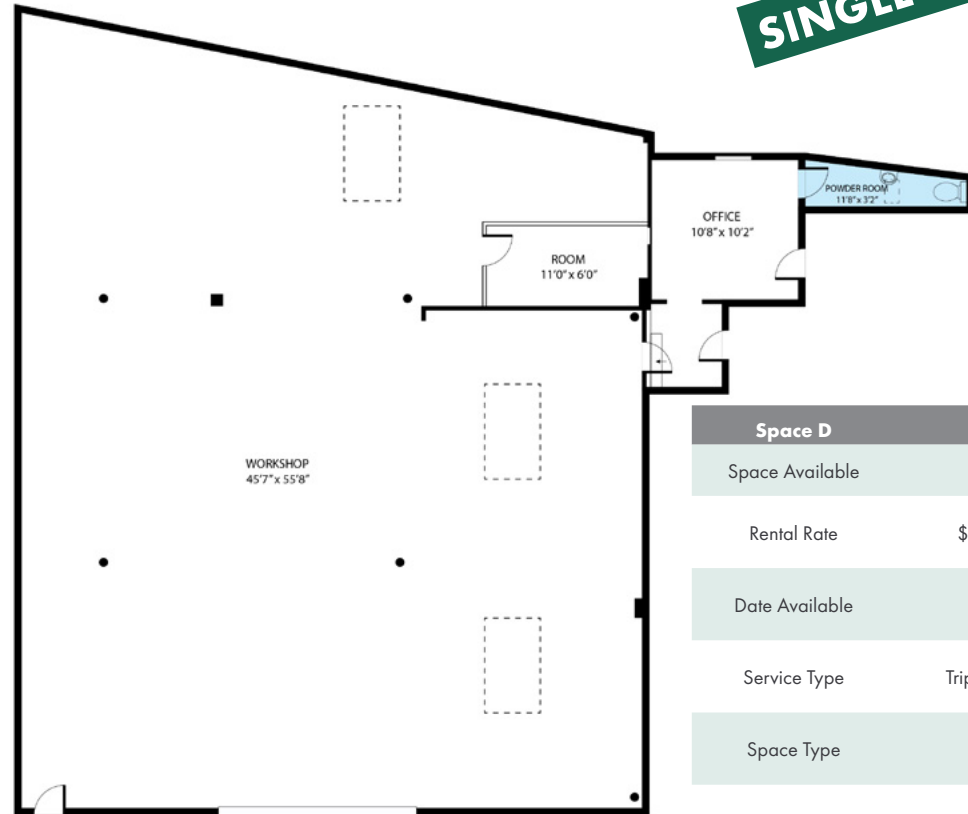 SINGLE
POWDER ROOM
11'8" x 3'2"
OFFICE
10'8" x 10'2"
ROOM
11'0" x 6'0"
WORKSHOP
45'7" x 55'8"
Space D
Space Available
Rental Rate $
Date Available
Service Type Trip
Space Type